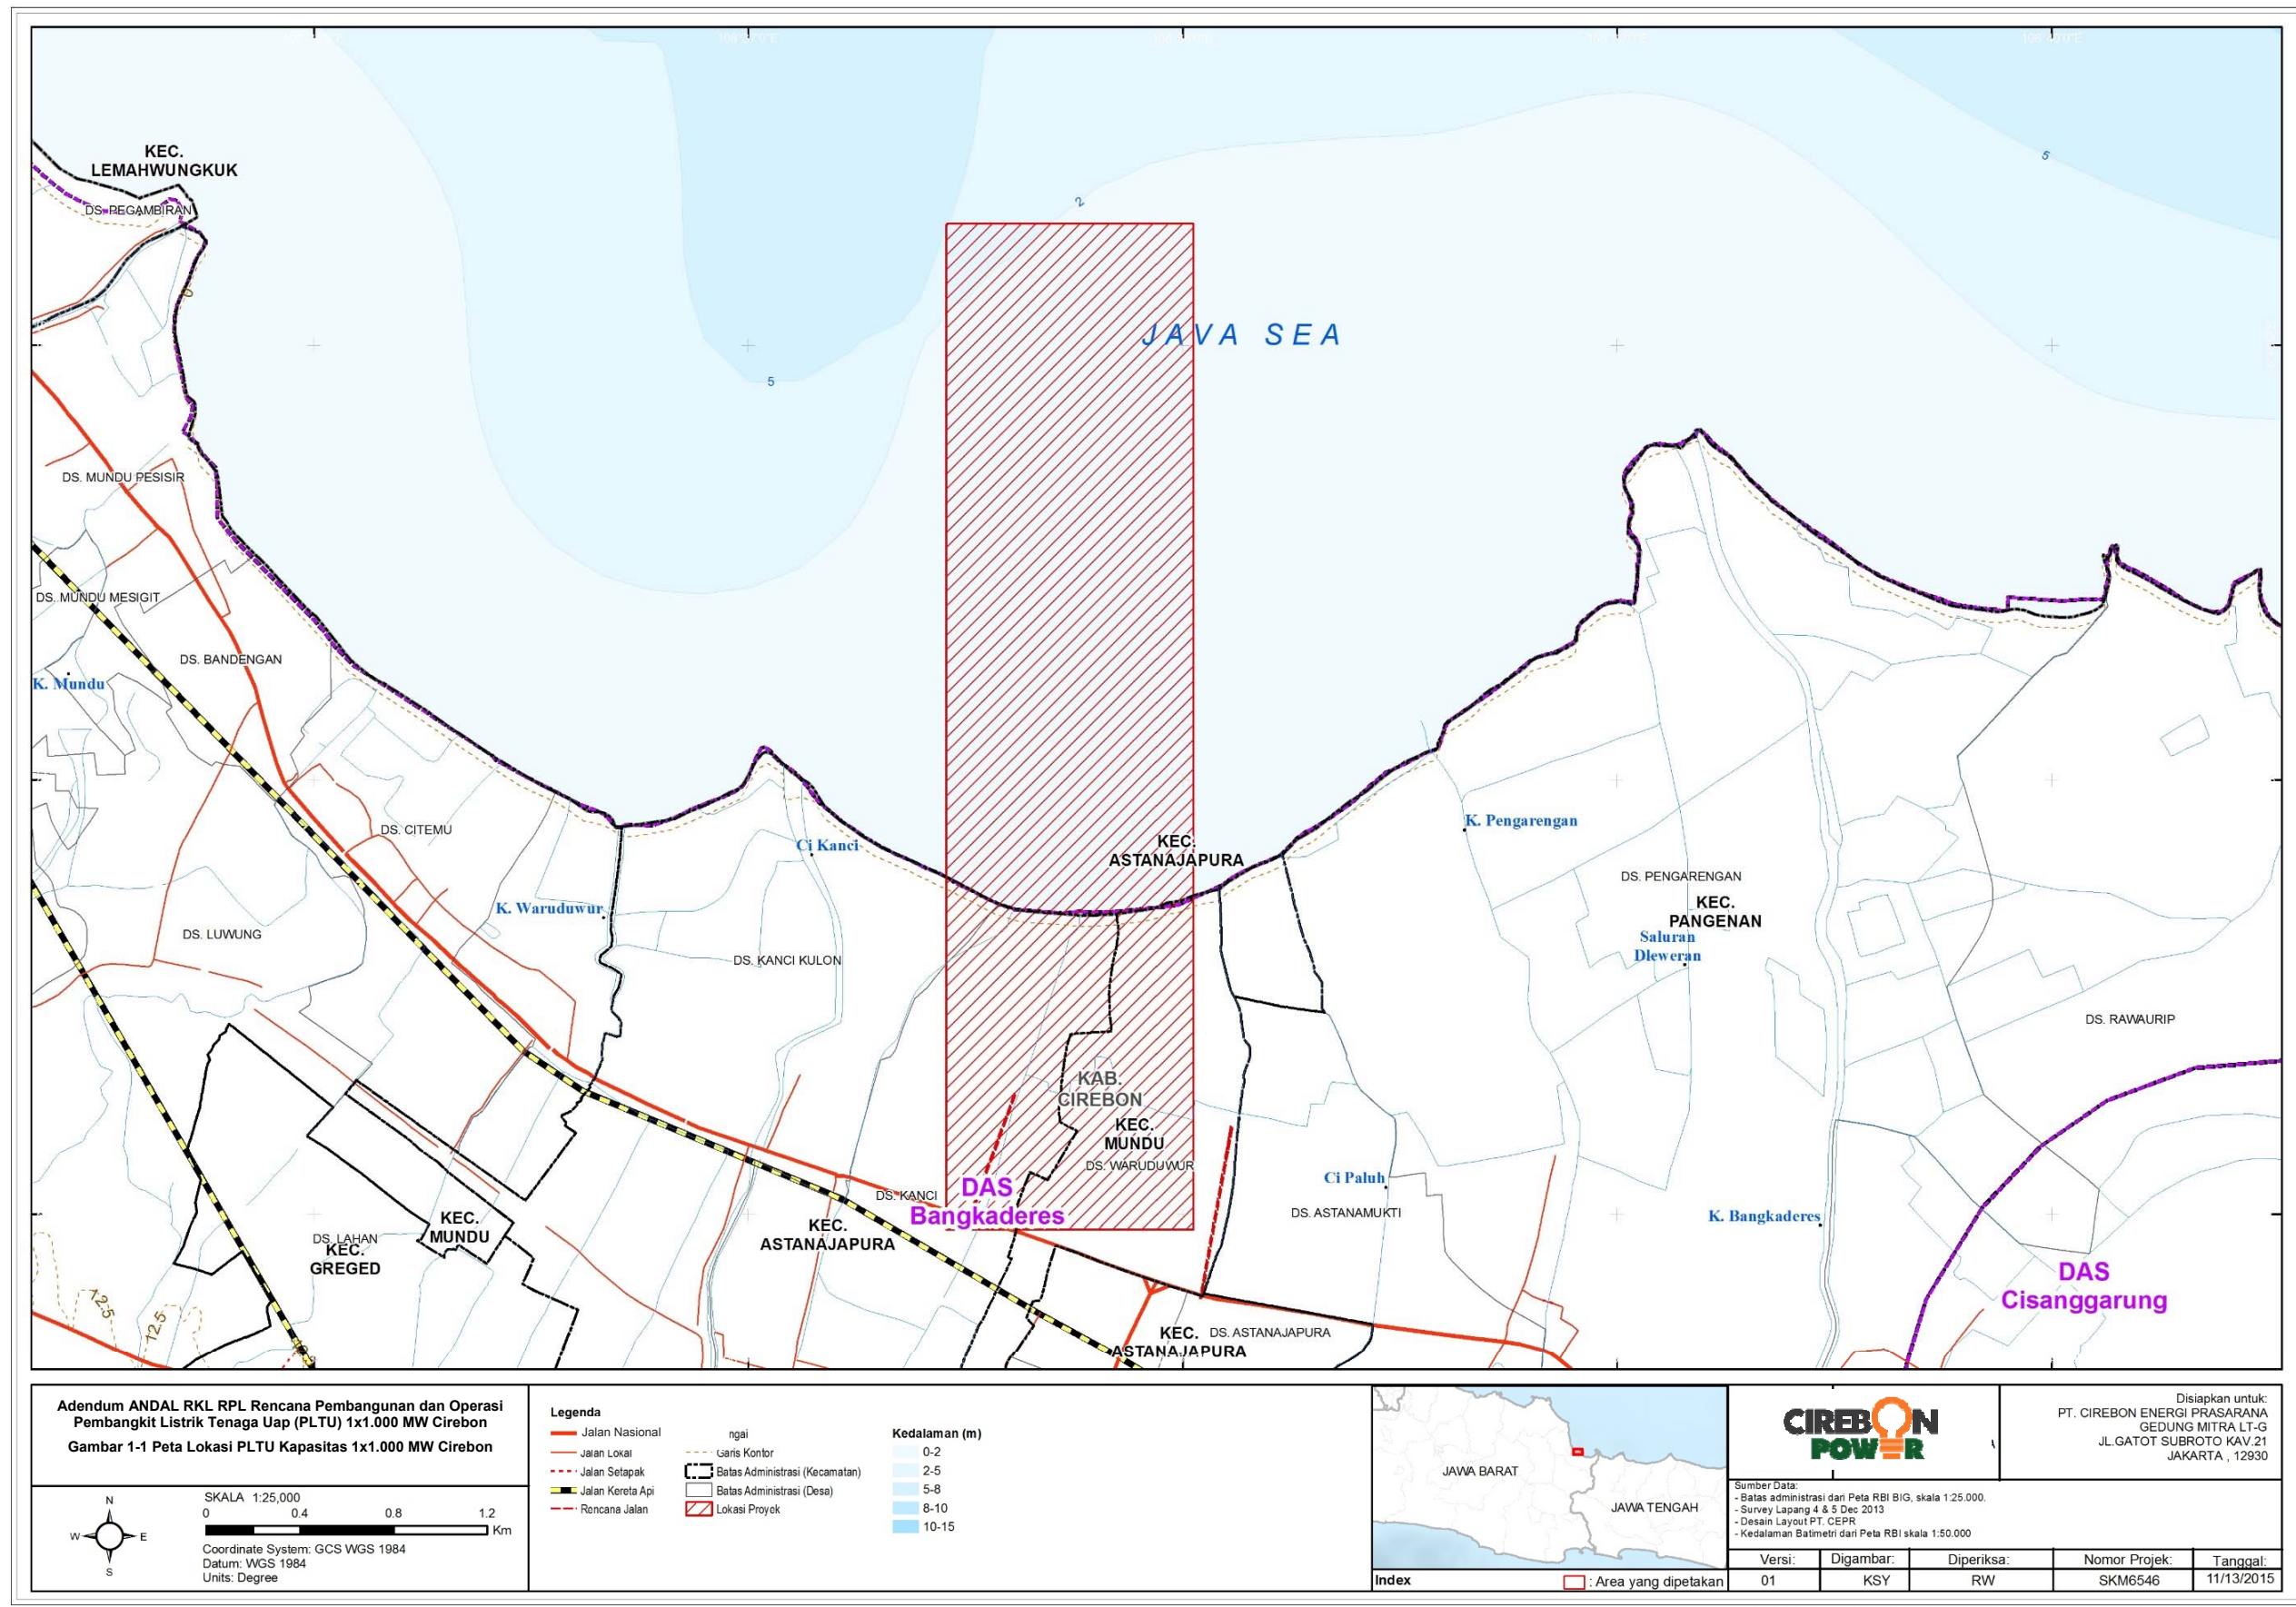 KEC.
LEMAHWUNGKUK
DS. PEGAMBIRAN
0
2
5
5
JAVA SEA
DS. MUNDU PESISIR
DS. MUNDU MESIGIT
DS. BANDENGAN
K. Mundu
DS. CITEMU
Ci Kanci
K. Waruduwur
DS. LUWUNG
DS. KANCI KULON
KEC.
ASTANAJAPURA
K. Pengarengan
DS. PENGARENGAN
KEC.
PANGENAN
Saluran
Dleweran
DS. RAWAURIP
KAB.
CIREBON
KEC.
MUNDU
DS. WARUDUWUR
DS. KANCI
DAS
Bangkaderes
Ci Paluh
DS. ASTANAMUKTI
K. Bangkaderes
DS. LAHAN
KEC.
GREGED
KEC.
MUNDU
KEC.
ASTANAJAPURA
12.5
12.5
KEC.
ASTANAJAPURA
DS. ASTANAJAPURA
DAS
Cisanggarung
Adendum ANDAL RKL RPL Rencana Pembangunan dan Operasi
Pembangkit Listrik Tenaga Uap (PLTU) 1x1.000 MW Cirebon
Gambar 1-1 Peta Lokasi PLTU Kapasitas 1x1.000 MW Cirebon
N
W E
S
SKALA 1:25,000
0 0.4 0.8 1.2
Km
Coordinate System: GCS WGS 1984
Datum: WGS 1984
Units: Degree
Legenda
Jalan Nasional
Jalan Lokal
Jalan Setapak
Jalan Kereta Api
Rencana Jalan
ngai
Garis Kontor
Batas Administrasi (Kecamatan)
Batas Administrasi (Desa)
Lokasi Proyek
Kedalaman (m)
0-2
2-5
5-8
8-10
10-15
JAWA BARAT
JAWA TENGAH
Index
: Area yang dipetakan
CIREBON
POWER
Disiapkan untuk:
PT. CIREBON ENERGI PRASARANA
GEDUNG MITRA LT-G
JL.GATOT SUBROTO KAV.21
JAKARTA , 12930
Sumber Data:
- Batas administrasi dari Peta RBI BIG, skala 1:25.000.
- Survey Lapang 4 & 5 Dec 2013
- Desain Layout PT. CEPR
- Kedalaman Batimetri dari Peta RBI skala 1:50.000
Versi: Digambar: Diperiksa: Nomor Projek: Tanggal:
01 KSY RW SKM6546 11/13/2015